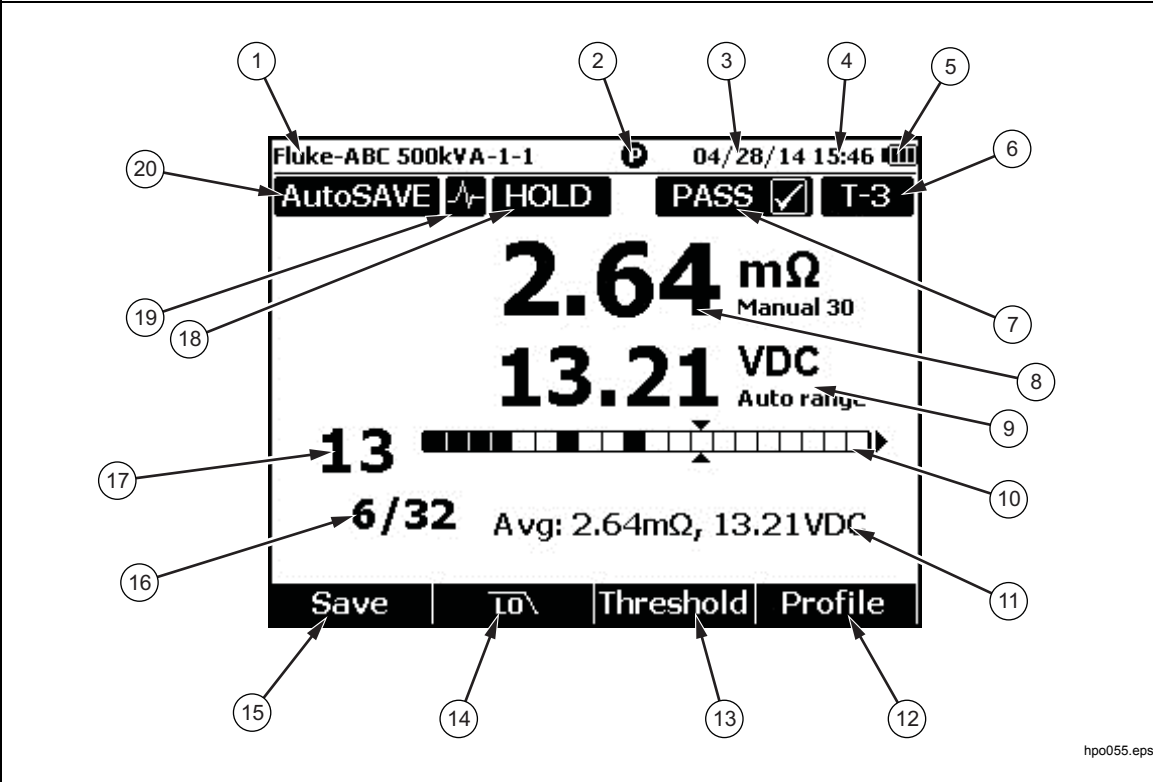 1 2 3 4 5
Fluke-ABC 500kVA-1-1 P 04/28/14 15:46
6
20
AutoSAVE HOLD PASS T-3
2.64 mΩ
Manual 30
19
18
7
13.21 VDC
Auto range
8
9
13
17
10
6/32 Avg: 2.64mΩ, 13.21VDC
16
11
Save LO Threshold Profile
15 14 13 12
hpo055.eps